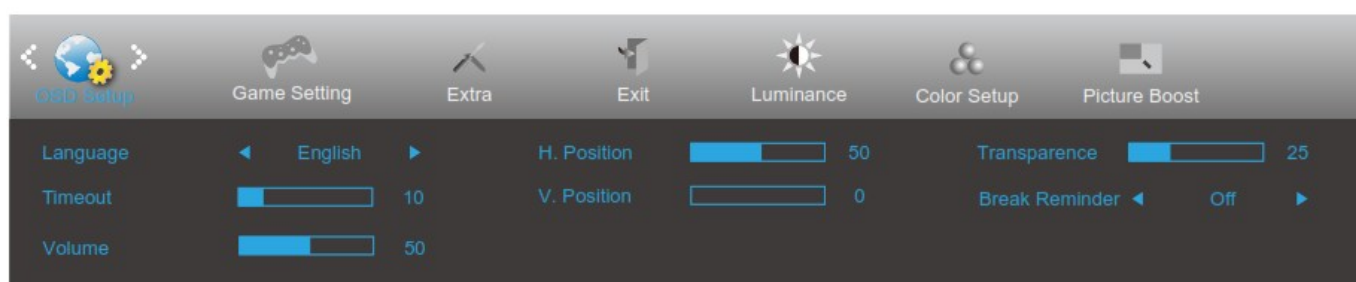 OSD Setup Game Setting Extra Exit Luminance Color Setup Picture Boost
Language English H. Position 50 Transparence 25
Timeout 10 V. Position 0 Break Reminder Off
Volume 50